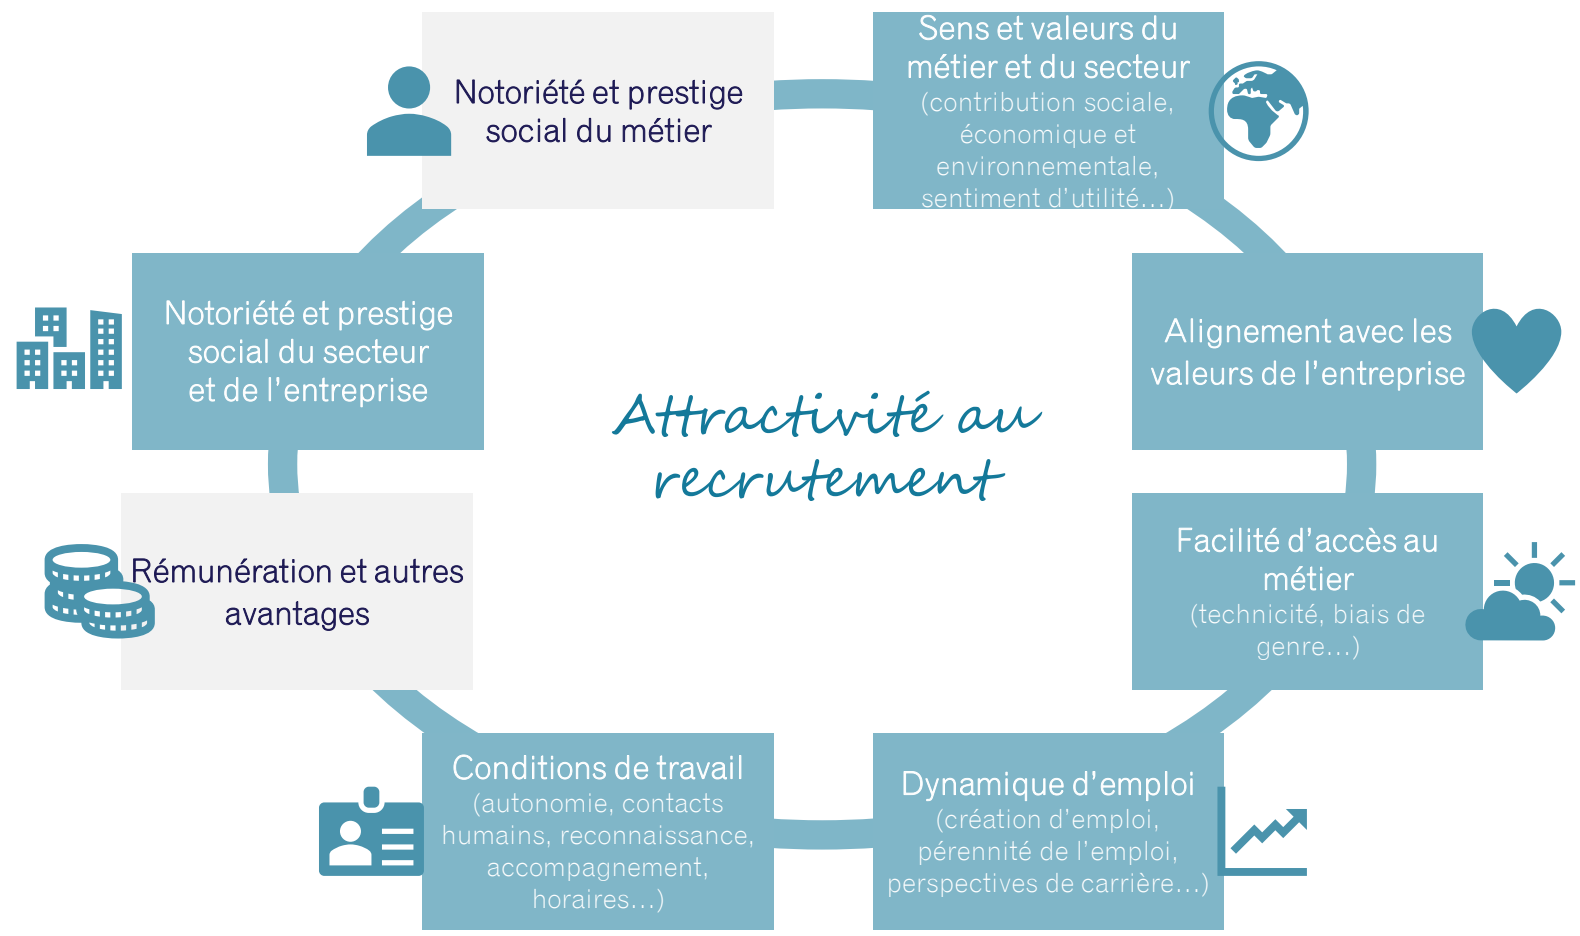 Notoriété et prestige
social du métier
Sens et valeurs du
métier et du secteur
(contribution sociale,
économique et
environnementale,
sentiment d'utilité...)
Notoriété et prestige
social du secteur
et de l'entreprise
Alignement avec les
valeurs de l'entreprise
Attractivité au
recrutement
Rémunération et autres
avantages
Facilité d'accès au
métier
(technicité, biais de
genre...)
Conditions de travail
(autonomie, contacts
humains, reconnaissance,
accompagnement,
horaires...)
Dynamique d'emploi
(création d'emploi,
pérennité de l'emploi,
perspectives de carrière...)